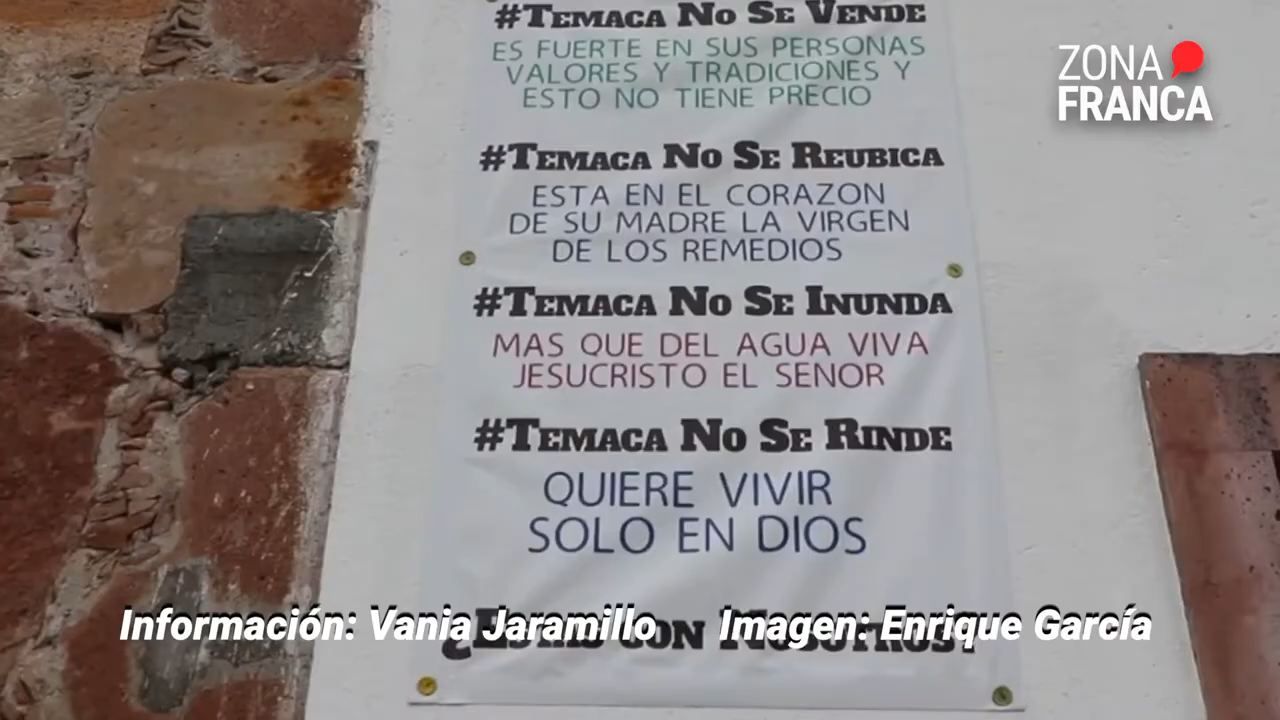 #TEMACA NO SE VENDE
ES FUERTE EN SUS PERSONAS
VALORES Y TRADICIONES Y
ESTO NO TIENE PRECIO
#TEMACA NO SE REUBICA
ESTA EN EL CORAZON
DE SU MADRE LA VIRGEN
DE LOS REMEDIOS
#TEMACA NO SE INUNDA
MAS QUE DEL AGUA VIVA
JESUCRISTO EL SENOR
#TEMACA NO SE RINDE
QUIERE VIVIR
SOLO EN DIOS
CON NOSOTROS?
ZONA
FRANCA
Información: Vania Jaramillo Imagen: Enrique García